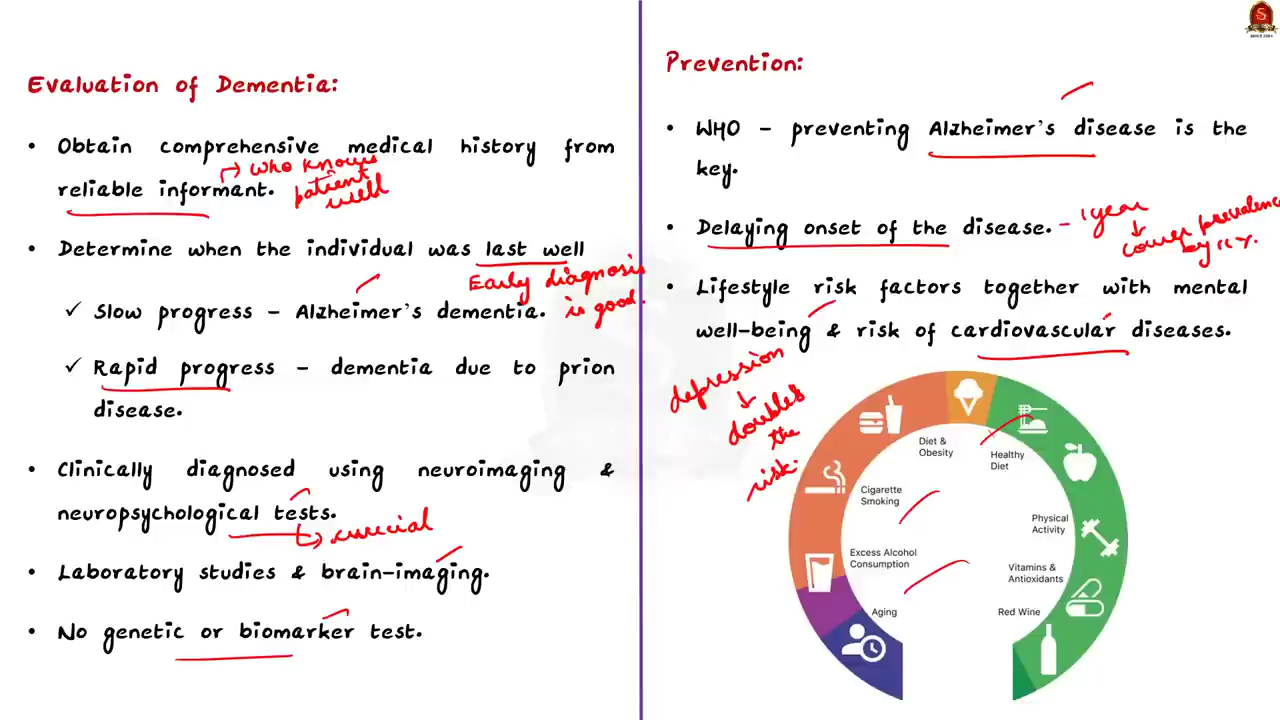 Evaluation of Dementia:
• Obtain comprehensive medical history from
reliable informant.
who knows
patient
well
• Determine when the individual was last well
Early diagnosis
is good.
✓ Slow progress – Alzheimer's dementia.
✓ Rapid progress – dementia due to prion
disease.
• Clinically diagnosed using neuroimaging &
neuropsychological tests.
crucial
• Laboratory studies & brain-imaging.
• No genetic or biomarker test.
Prevention:
• WHO – preventing Alzheimer's disease is the
key.
• Delaying onset of the disease. – 1 year
lower prevalence
by
• Lifestyle risk factors together with mental
well-being & risk of cardiovascular diseases.
depression
doubles
the
risk.
Diet &
Obesity
Healthy
Diet
Cigarette
Smoking
Physical
Activity
Excess Alcohol
Consumption
Vitamins &
Antioxidants
Aging
Red Wine
S